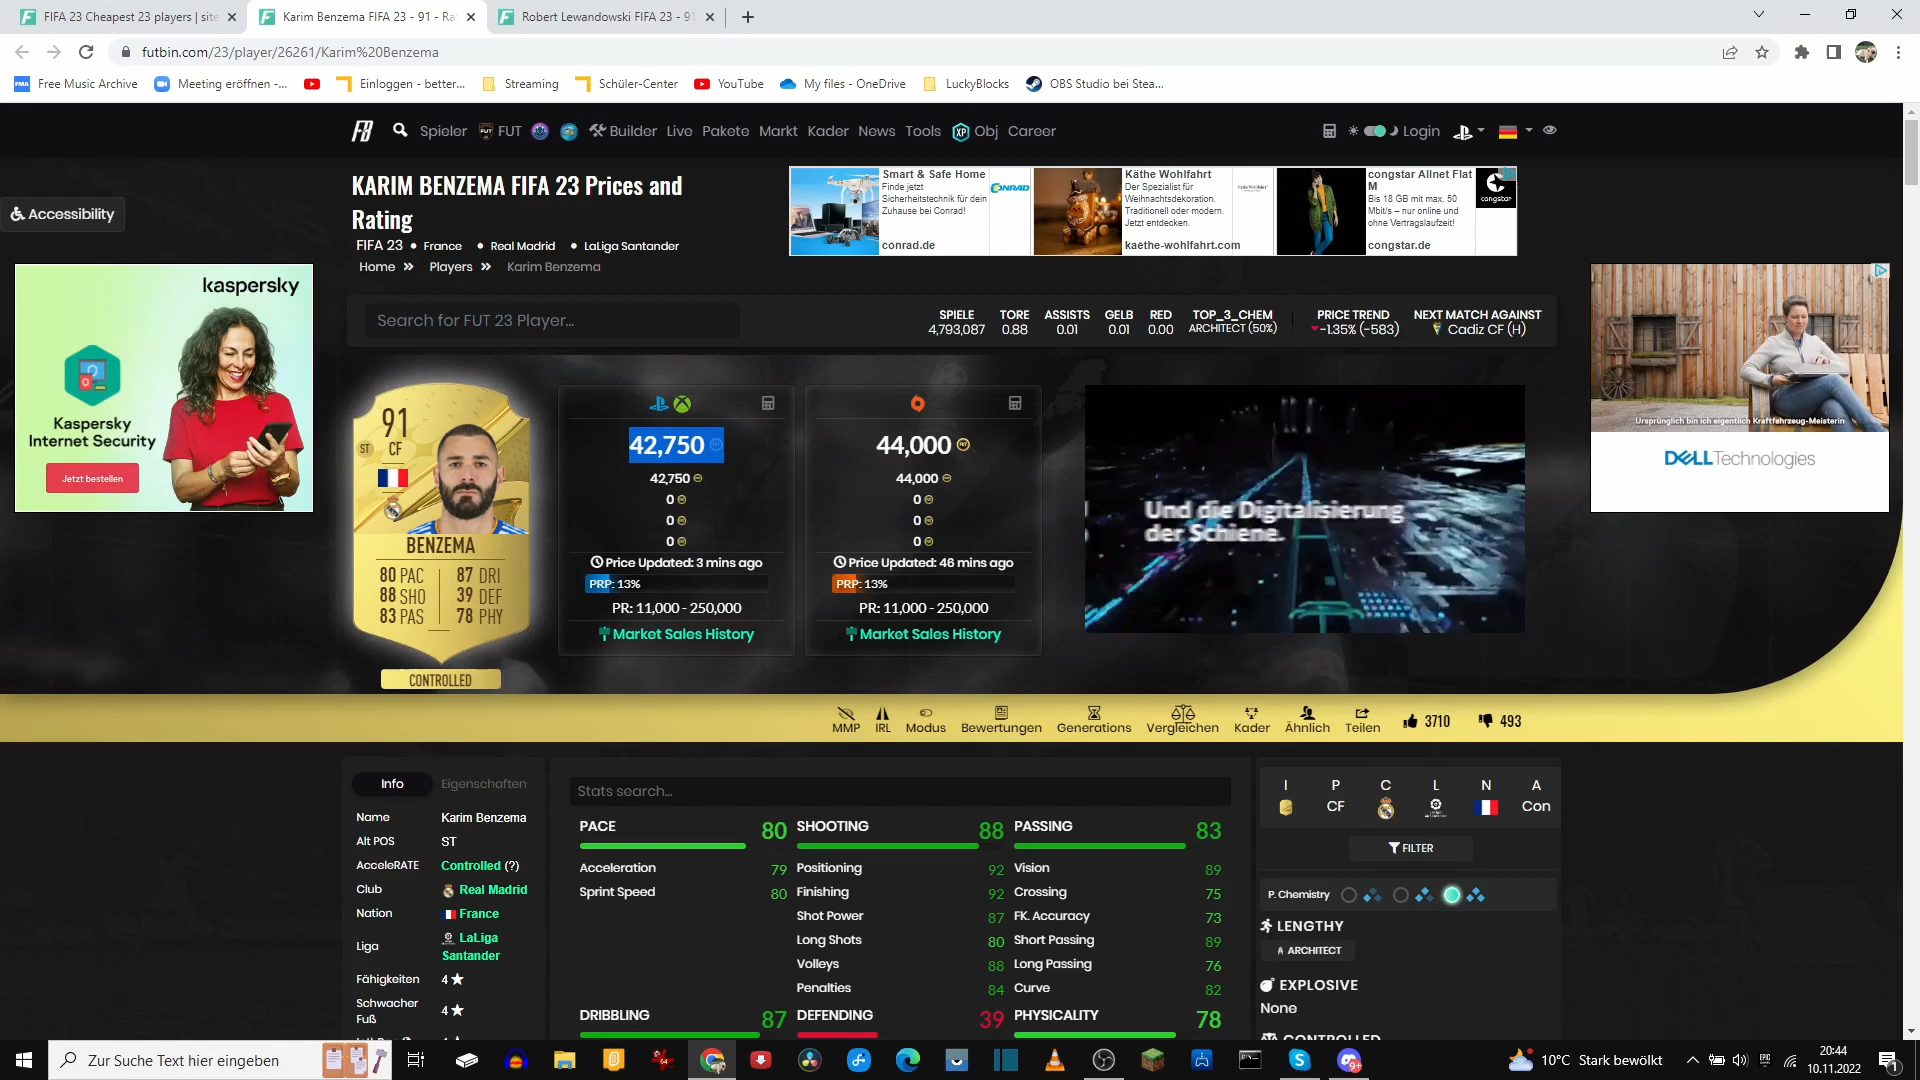 FIFA 23 Cheapest 23 players | site
Karim Benzema FIFA 23 - 91 - Ra
Robert Lewandowski FIFA 23 - 91
futbin.com/23/player/26261/Karim%20Benzema
Free Music Archive
Meeting eröffnen -...
Einloggen - better...
Streaming
Schüler-Center
YouTube
My files - OneDrive
LuckyBlocks
OBS Studio bei Stea...
Spieler FUT Builder Live Pakete Markt Kader News Tools Obj Career
Login
KARIM BENZEMA FIFA 23 Prices and
Rating
FIFA 23 • France • Real Madrid • LaLiga Santander
Home » Players » Karim Benzema
Accessibility
Smart & Safe Home
Finde jetzt
Sicherheitstechnik für dein
Zuhause bei Conrad!
conrad.de
CONRAD
Käthe Wohlfahrt
Der Spezialist für
Weihnachtsdekoration.
Traditionell oder modern.
Jetzt entdecken.
kaethe-wohlfahrt.com
congstar Allnet Flat
M
Bis 18 GB mit max. 50
Mbit/s – nur online und
ohne Vertragslaufzeit!
congstar.de
congstar
kaspersky
Kaspersky
Internet Security
Jetzt bestellen
Search for FUT 23 Player...
SPIELE TORE ASSISTS GELB RED TOP_3_CHEM PRICE TREND NEXT MATCH AGAINST
4,793,087 0.88 0.01 0.01 0.00 ARCHITECT (50%) -1.35% (-583) Cadiz CF (H)
91
ST CF
BENZEMA
80 PAC 87 DRI
88 SHO 39 DEF
83 PAS 78 PHY
CONTROLLED
42,750
42,750
0
0
0
Price Updated: 3 mins ago
PRP: 13%
PR: 11,000 - 250,000
Market Sales History
44,000
44,000
0
0
0
Price Updated: 46 mins ago
PRP: 13%
PR: 11,000 - 250,000
Market Sales History
Und die Digitalisierung
der Schiene.
Ursprünglich bin ich eigentlich Kraftfahrzeug-Meisterin
DELLTechnologies
MMP IRL Modus Bewertungen Generations Vergleichen Kader Ähnlich Teilen 3710 493
Info Eigenschaften
Name Karim Benzema
Alt POS ST
AcceleRATE Controlled (?)
Club Real Madrid
Nation France
Liga LaLiga
Santander
Fähigkeiten 4
Schwacher
Fuß 4
Stats search...
PACE 80
Acceleration 79
Sprint Speed 80
SHOOTING 88
Positioning 92
Finishing 92
Shot Power 87
Long Shots 80
Volleys 88
Penalties 84
PASSING 83
Vision 89
Crossing 75
FK. Accuracy 73
Short Passing 89
Long Passing 76
Curve 82
DRIBBLING 87
DEFENDING 39
PHYSICALITY 78
I P C L N A
CF Con
FILTER
P. Chemistry
LENGTHY
ARCHITECT
EXPLOSIVE
None
CONTROLLED
Zur Suche Text hier eingeben
10°C Stark bewölkt
20:44
10.11.2022